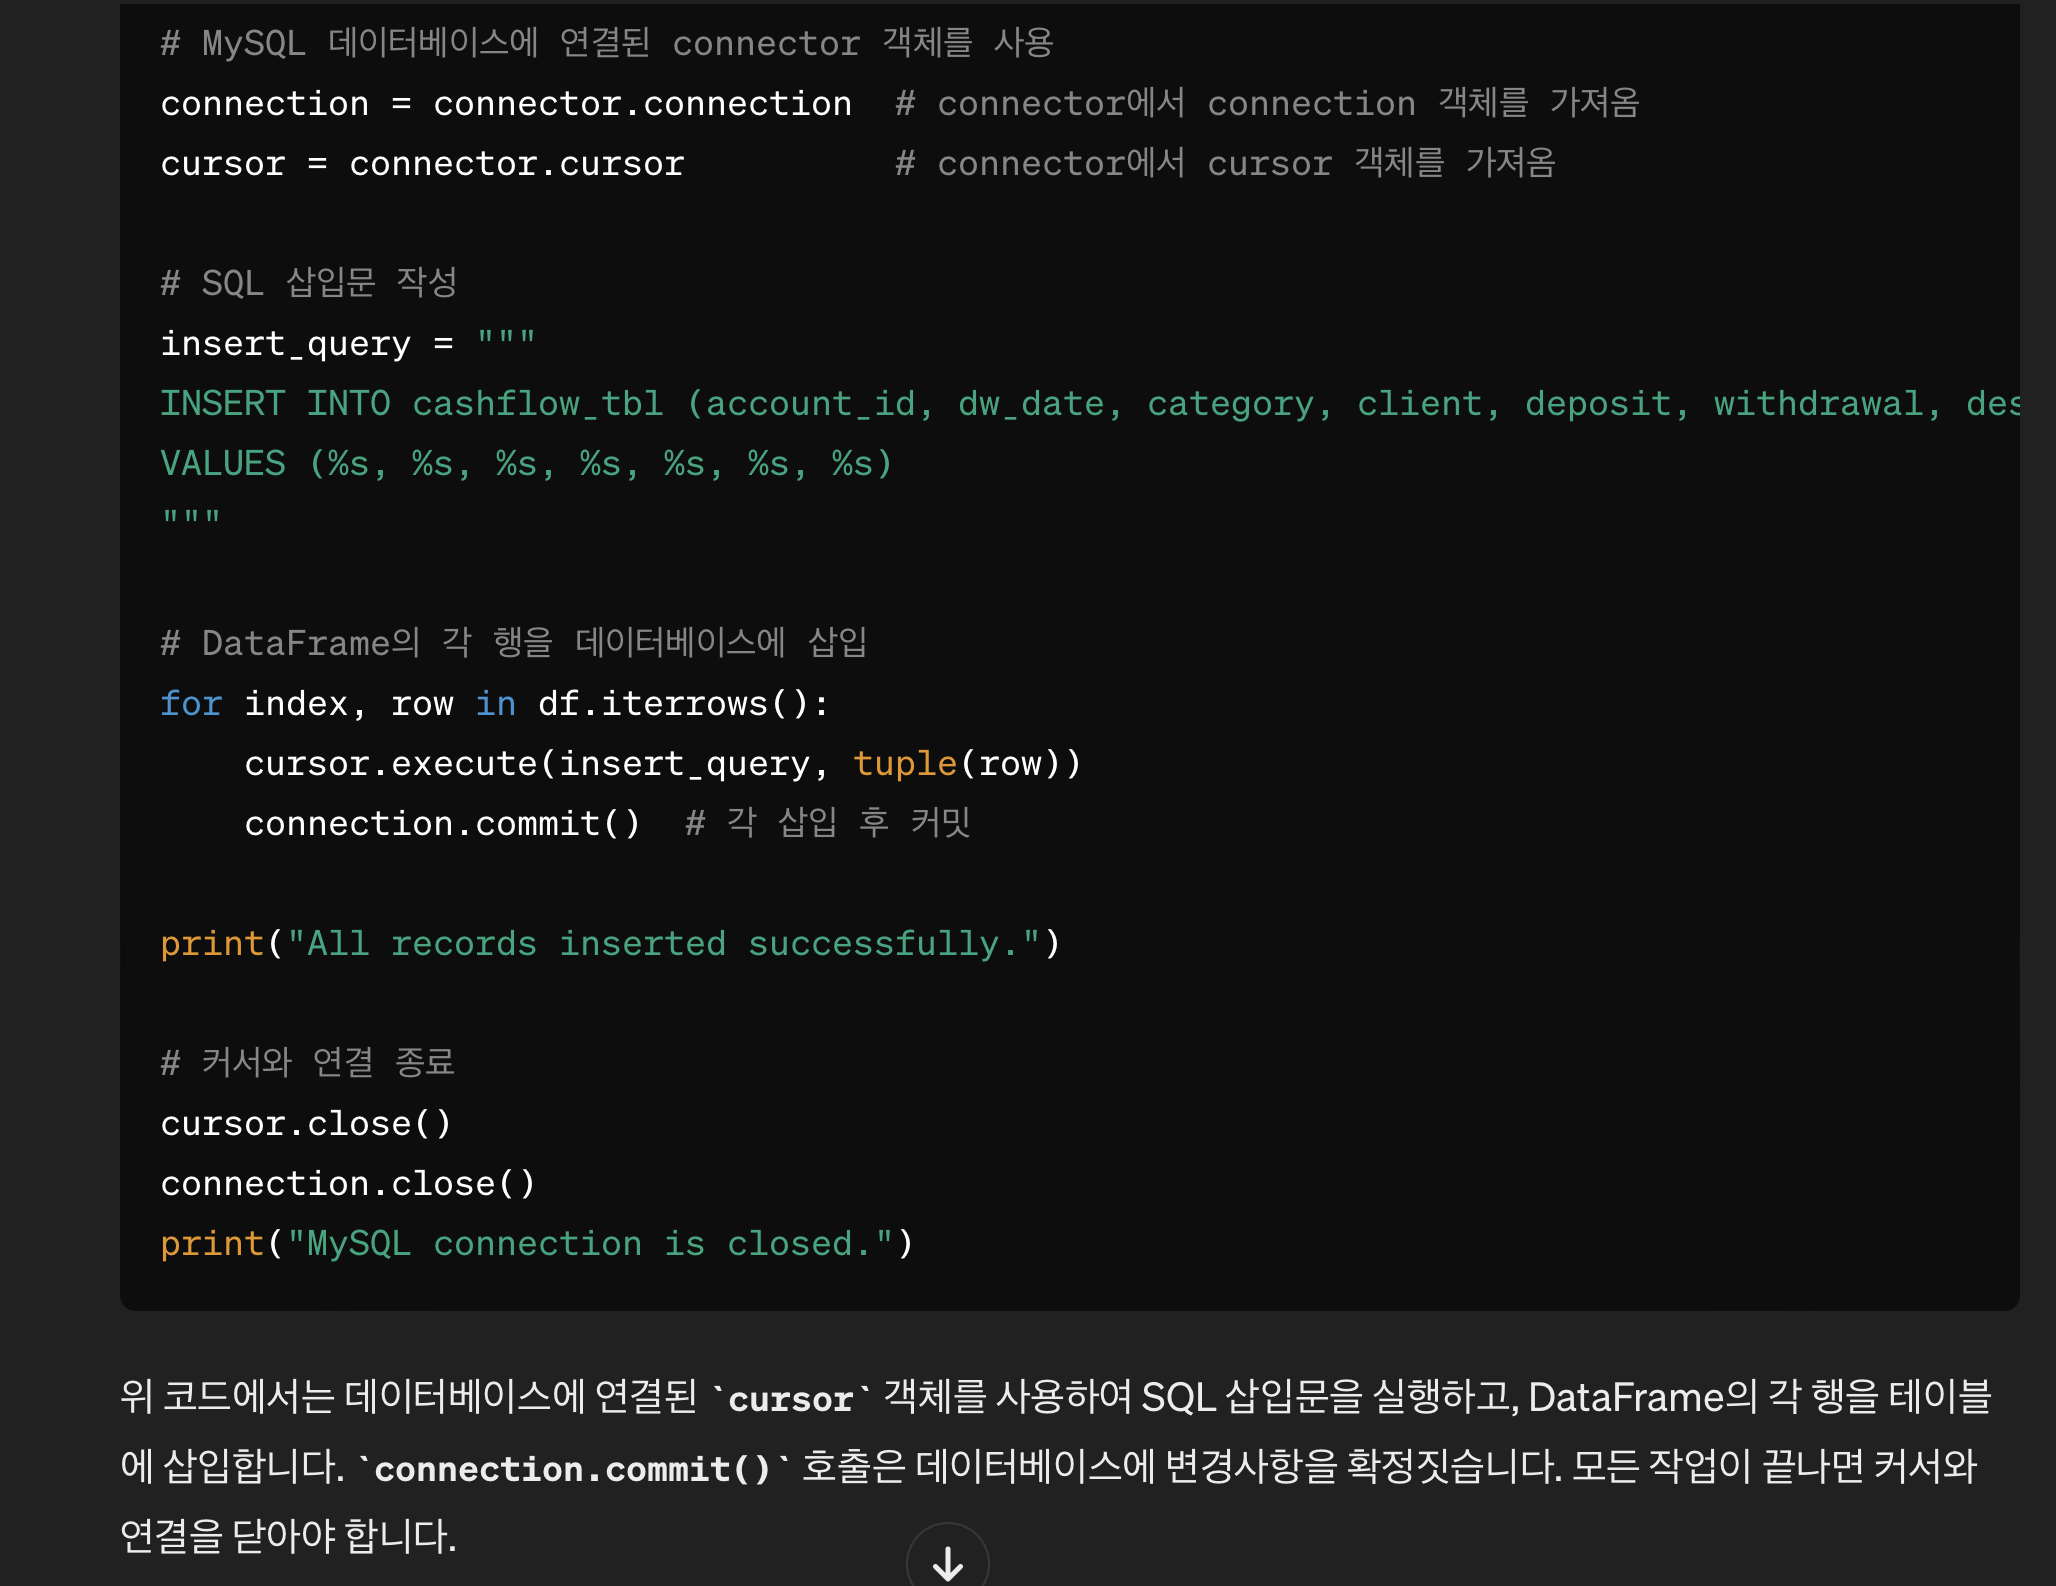 # MySQL 데이터베이스에 연결된 connector 객체를 사용
connection = connector.connection  # connector에서 connection 객체를 가져옴
cursor = connector.cursor          # connector에서 cursor 객체를 가져옴
# SQL 삽입문 작성
insert_query = """
INSERT INTO cashflow_tbl (account_id, dw_date, category, client, deposit, withdrawal, des
VALUES (%s, %s, %s, %s, %s, %s, %s)
"""
# DataFrame의 각 행을 데이터베이스에 삽입
for index, row in df.iterrows():
    cursor.execute(insert_query, tuple(row))
    connection.commit()  # 각 삽입 후 커밋
print("All records inserted successfully.")
# 커서와 연결 종료
cursor.close()
connection.close()
print("MySQL connection is closed.")
위 코드에서는 데이터베이스에 연결된 `cursor` 객체를 사용하여 SQL 삽입문을 실행하고, DataFrame의 각 행을 테이블
에 삽입합니다. `connection.commit()` 호출은 데이터베이스에 변경사항을 확정짓습니다. 모든 작업이 끝나면 커서와
연결을 닫아야 합니다.